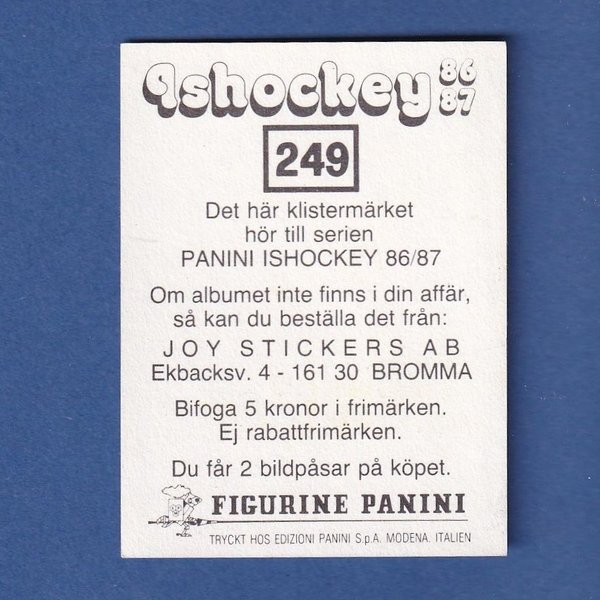 Ishockey 86
87
249
Det här klistermärket
hör till serien
PANINI ISHOCKEY 86/87
Om albumet inte finns i din affär,
så kan du beställa det från:
JOY STICKERS AB
Ekbacksv. 4 - 161 30 BROMMA
Bifoga 5 kronor i frimärken.
Ej rabattfrimärken.
Du får 2 bildpåsar på köpet.
FIGURINE PANINI
TRYCKT HOS EDIZIONI PANINI S.p.A. MODENA. ITALIEN